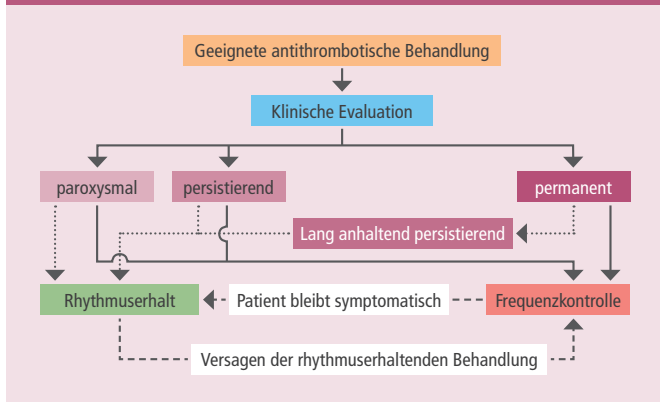 Geeignete antithrombotische Behandlung
Klinische Evaluation
paroxysmal
persistierend
permanent
Lang anhaltend persistierend
Rhythmuserhalt
Patient bleibt symptomatisch
Frequenzkontrolle
Versagen der rhythmuserhaltenden Behandlung